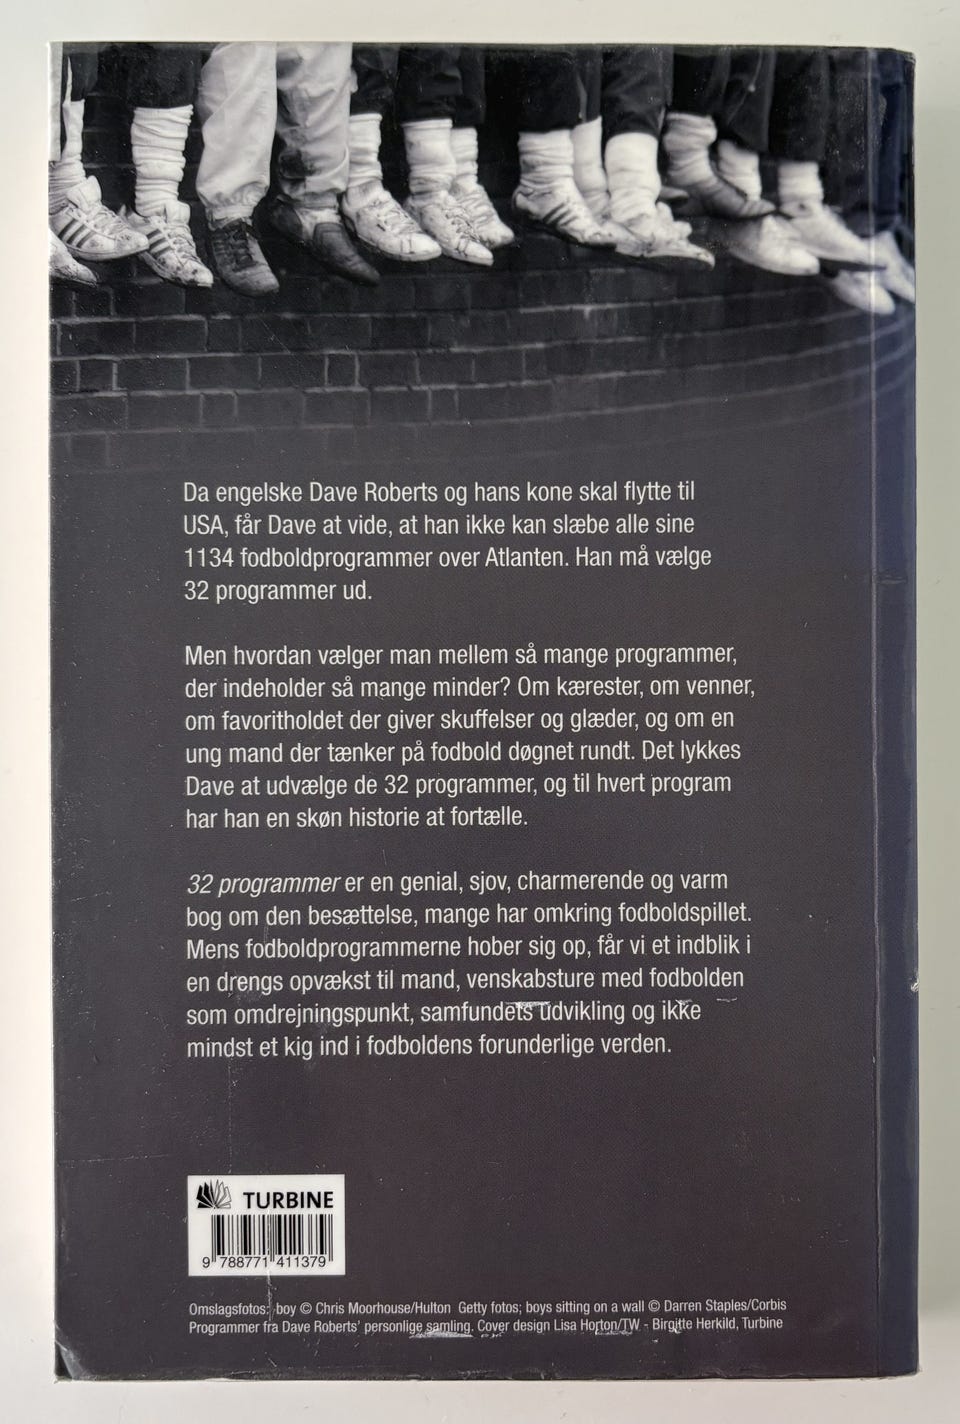 Da engelske Dave Roberts og hans kone skal flytte til
USA, får Dave at vide, at han ikke kan slæbe alle sine
1134 fodboldprogrammer over Atlanten. Han må vælge
32 programmer ud.
Men hvordan vælger man mellem så mange programmer,
der indeholder så mange minder? Om kærester, om venner,
om favoritholdet der giver skuffelser og glæder, og om en
ung mand der tænker på fodbold døgnet rundt. Det lykkes
Dave at udvælge de 32 programmer, og til hvert program
har han en skøn historie at fortælle.
32 programmer er en genial, sjov, charmerende og varm
bog om den besættelse, mange har omkring fodboldspillet.
Mens fodboldprogrammerne hober sig op, får vi et indblik i
en drengs opvækst til mand, venskabsture med fodbolden
som omdrejningspunkt, samfundets udvikling og ikke
mindst et kig ind i fodboldens forunderlige verden.
TURBINE
9 788771 411379
Omslagsfotos: boy © Chris Moorhouse/Hulton Getty fotos; boys sitting on a wall © Darren Staples/Corbis
Programmer fra Dave Roberts' personlige samling. Cover design Lisa Horton/TW - Birgitte Herkild, Turbine